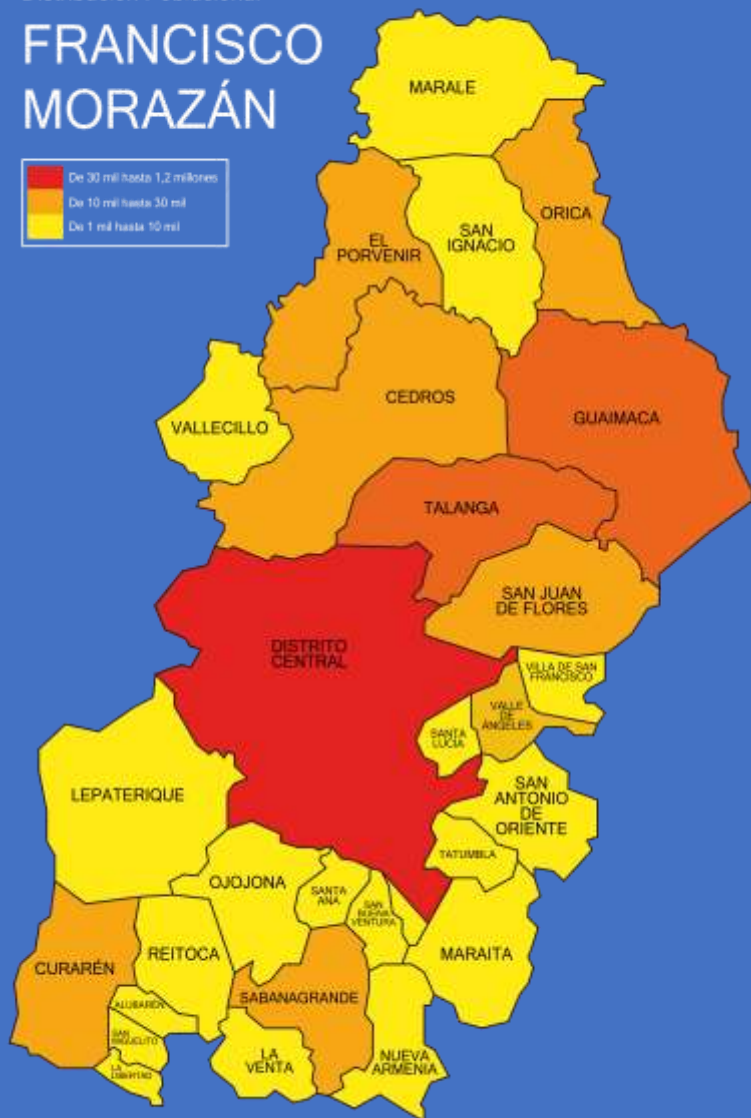 FRANCISCO
MORAZÁN
De 30 mil hasta 1,2 millones
De 10 mil hasta 30 mil
De 1 mil hasta 10 mil
MARALE
ORICA
SAN
IGNACIO
EL
PORVENIR
CEDROS
GUAIMACA
VALLECILLO
TALANGA
SAN JUAN
DE FLORES
DISTRITO
CENTRAL
VILLA DE SAN
FRANCISCO
VALLE
DE
ÁNGELES
SANTA
LUCÍA
LEPATERIQUE
SAN
ANTONIO
DE
ORIENTE
TATUMBLA
OJOJONA
SANTA
ANA
SAN
BUENA
VENTURA
CURARÉN
REITOCA
MARAITA
ALUBARÉN
SABANAGRANDE
SAN
MIGUELITO
LA
LIBERTAD
LA
VENTA
NUEVA
ARMENIA